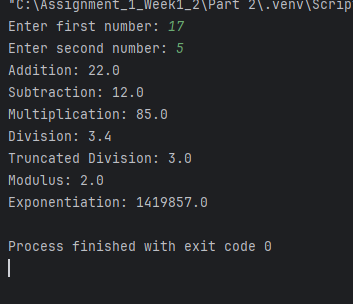 "C:\Assignment_1_Week1_2\Part 2\.venv\Scrip
Enter first number: 17
Enter second number: 5
Addition: 22.0
Subtraction: 12.0
Multiplication: 85.0
Division: 3.4
Truncated Division: 3.0
Modulus: 2.0
Exponentiation: 1419857.0
Process finished with exit code 0